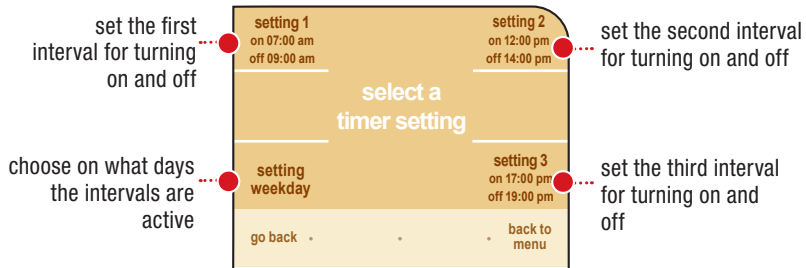 set the first
interval for turning
on and off
setting 1
on 07:00 am
off 09:00 am
setting 2
on 12:00 pm
off 14:00 pm
set the second interval
for turning on and off
select a
timer setting
choose on what days
the intervals are
active
setting
weekday
setting 3
on 17:00 pm
off 19:00 pm
set the third interval
for turning on and
off
go back
back to
menu